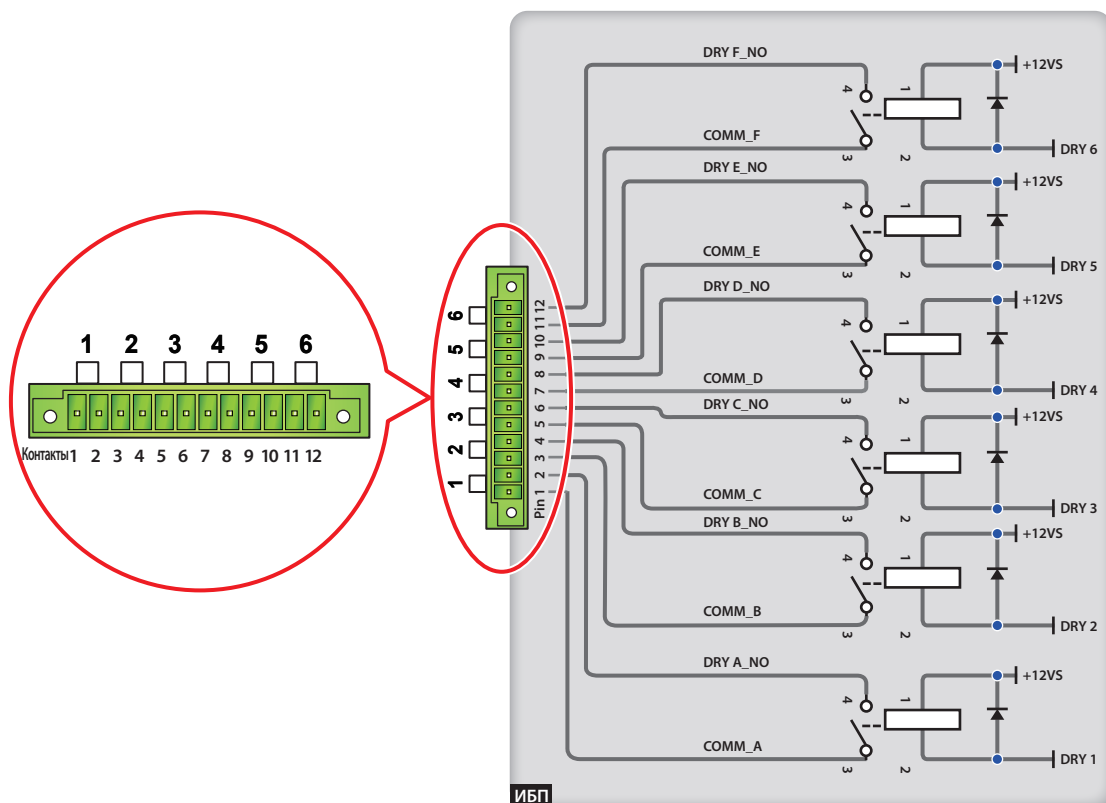 DRY F_NO
+12VS
4
1
COMM_F
3
2
DRY 6
DRY E_NO
+12VS
4
1
COMM_E
3
2
DRY 5
DRY D_NO
+12VS
4
1
COMM_D
3
2
DRY 4
DRY C_NO
+12VS
4
1
COMM_C
3
2
DRY 3
DRY B_NO
+12VS
4
1
COMM_B
3
2
DRY 2
DRY A_NO
+12VS
4
1
COMM_A
3
2
DRY 1
1 2 3 4 5 6
Pin 1 2 3 4 5 6 7 8 9 10 11 12
1 2 3 4 5 6
Контакты 1 2 3 4 5 6 7 8 9 10 11 12
ИБП